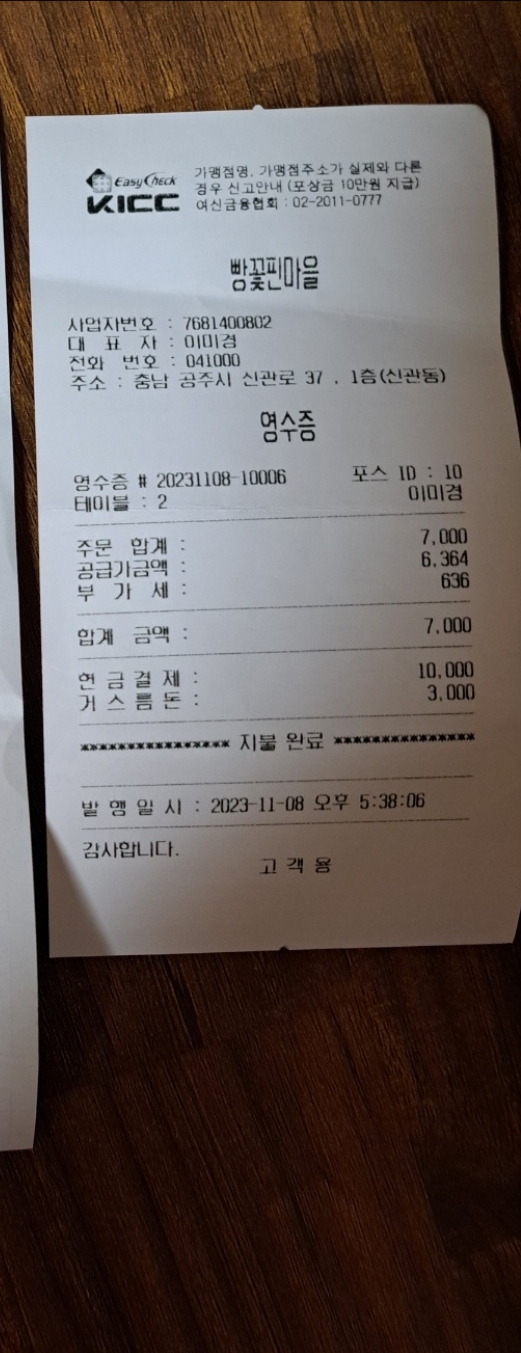 EasyCheck
KICC
가맹점명, 가맹점주소가 실제와 다른
경우 신고안내 (포상금 10만원 지급)
여신금융협회 : 02-2011-0777
빵꽃핀마을
사업자번호 : 7681400802
대 표 자 : 이미경
전화 번호 : 041000
주소 : 충남 공주시 신관로 37 , 1층(신관동)
영수증
영수증 # 20231108-10006 포스 ID : 10
테이블 : 2 이미경
주문 합계 : 7,000
공급가금액 : 6,364
부 가 세 : 636
합계 금액 : 7,000
현 금 결 제 : 10,000
거 스 름 돈 : 3,000
**************** 지불 완료 ***************
발 행 일 시 : 2023-11-08 오후 5:38:06
감사합니다.
고 객 용